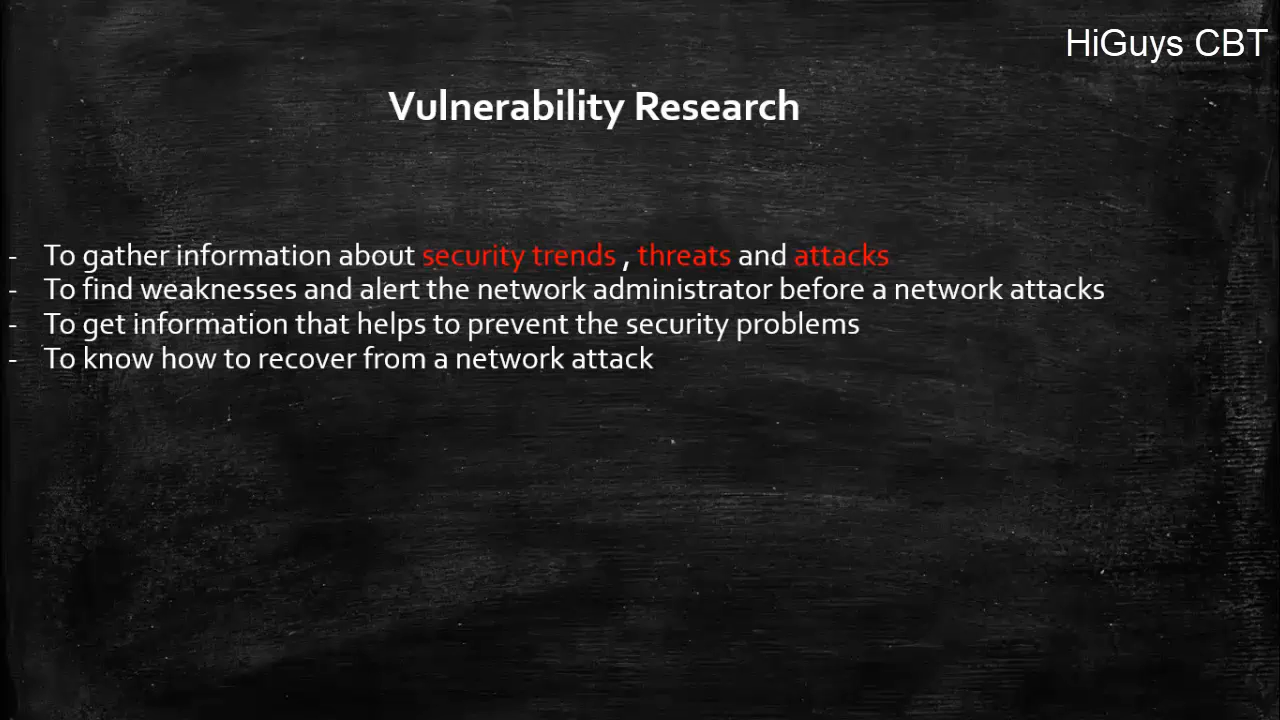 HiGuys CBT
Vulnerability Research
- To gather information about security trends , threats and attacks
- To find weaknesses and alert the network administrator before a network attacks
- To get information that helps to prevent the security problems
- To know how to recover from a network attack